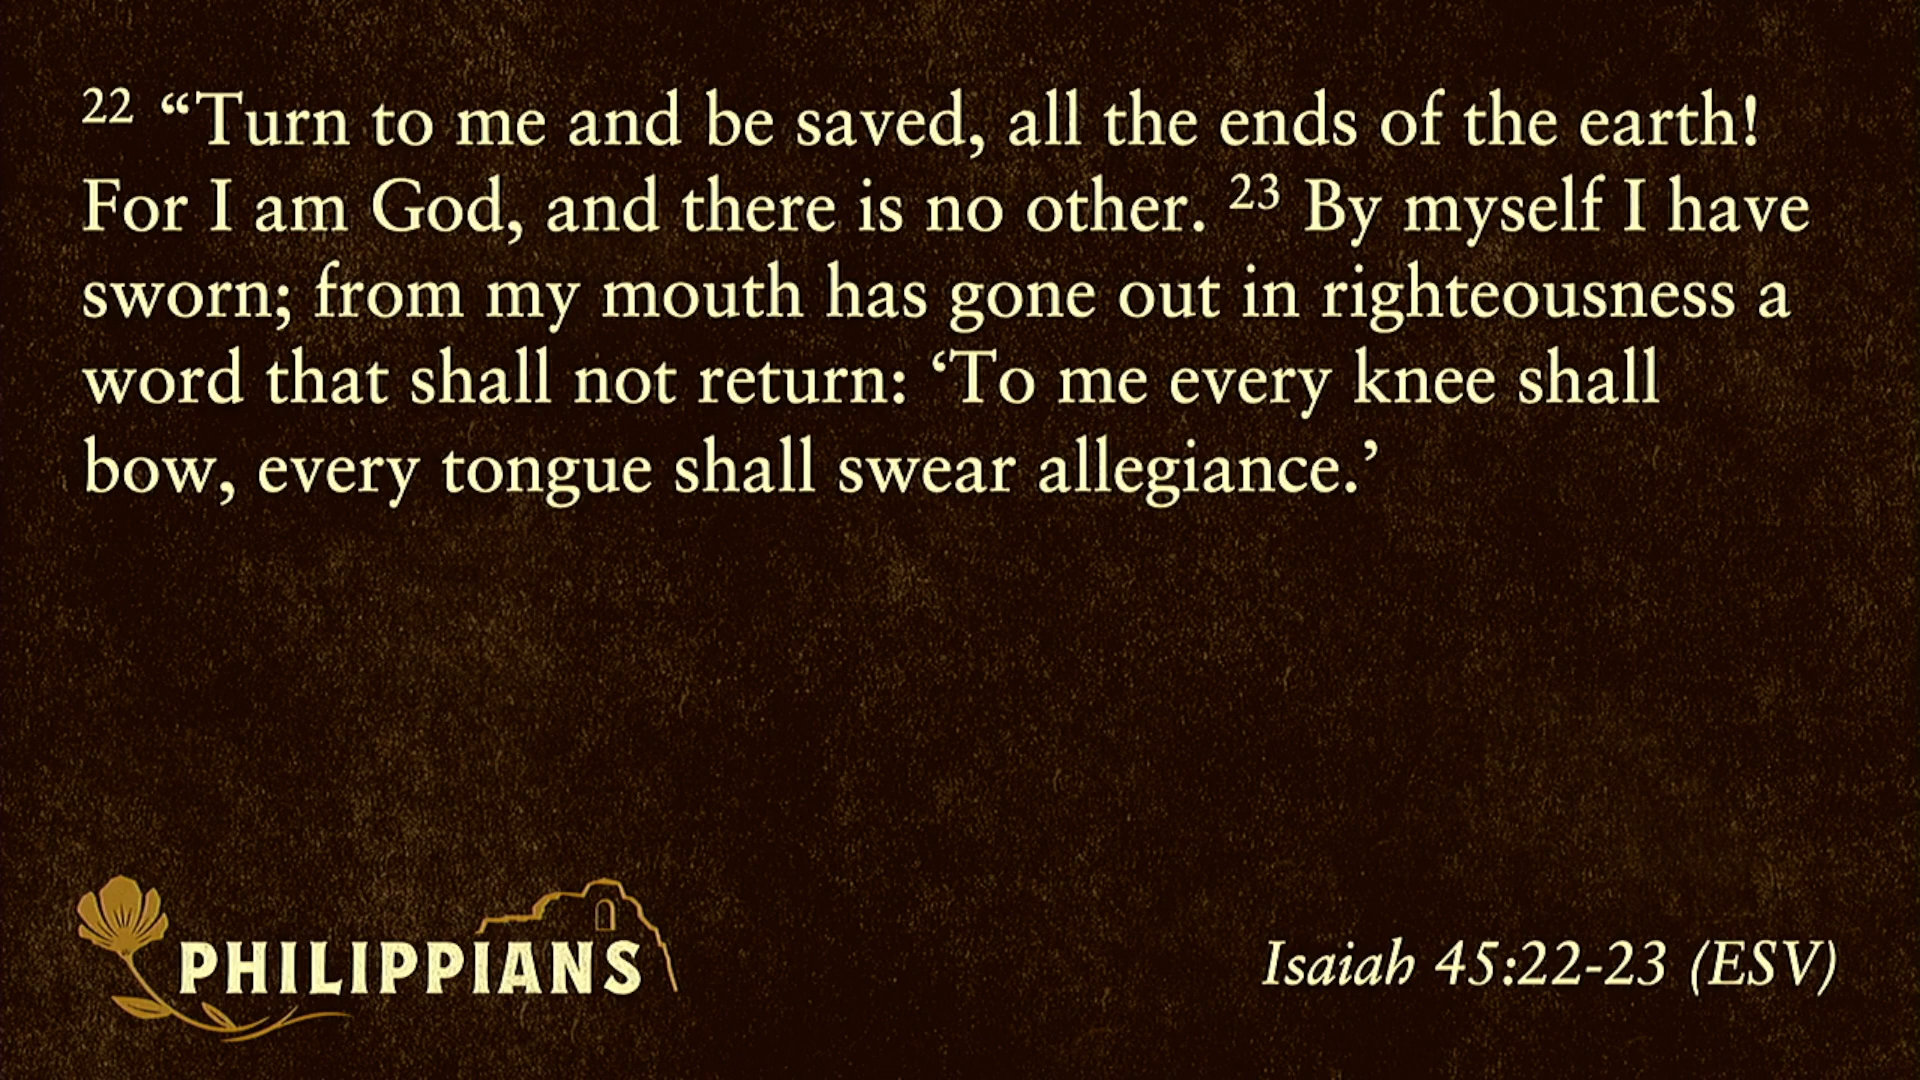 22 “Turn to me and be saved, all the ends of the earth!
For I am God, and there is no other. 23 By myself I have
sworn; from my mouth has gone out in righteousness a
word that shall not return: ‘To me every knee shall
bow, every tongue shall swear allegiance.’
PHILIPPIANS
Isaiah 45:22-23 (ESV)